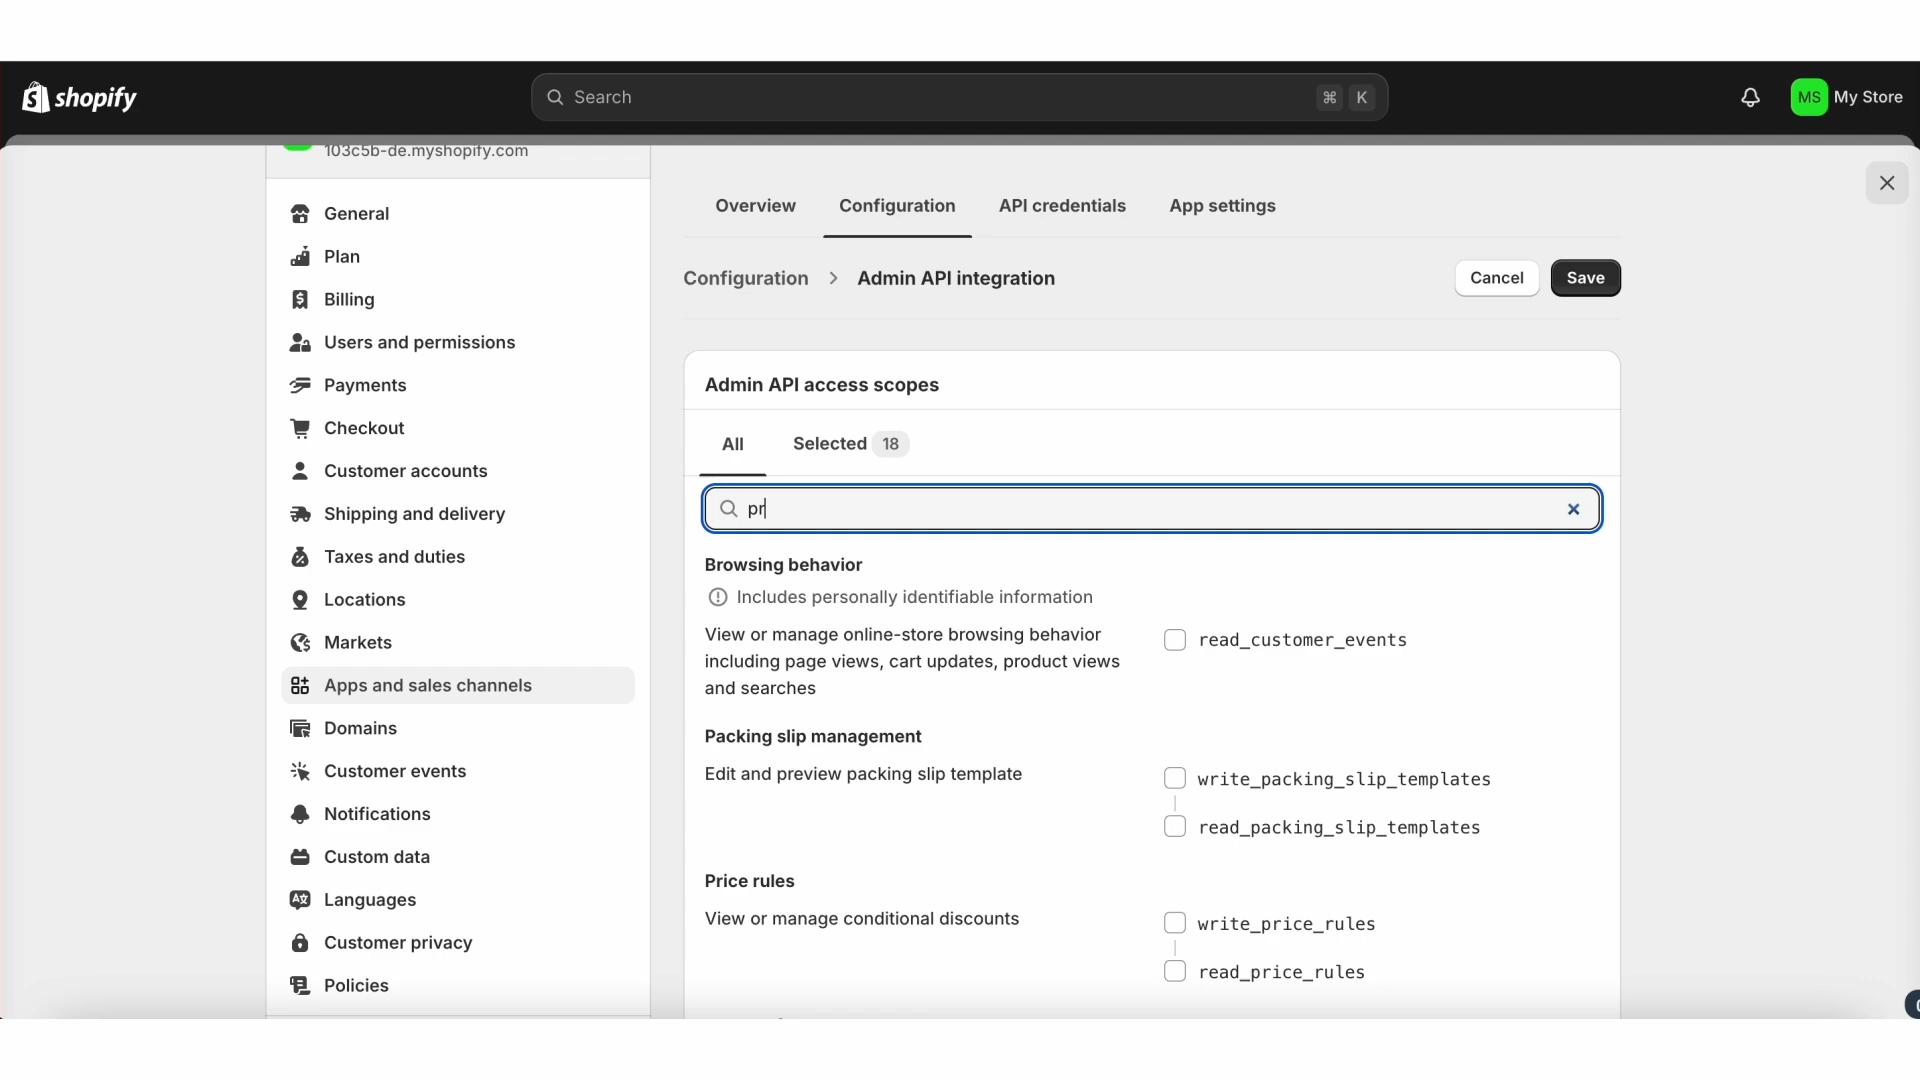 shopify
Search
⌘ K
MS My Store
103c5b-de.myshopify.com
General
Plan
Billing
Users and permissions
Payments
Checkout
Customer accounts
Shipping and delivery
Taxes and duties
Locations
Markets
Apps and sales channels
Domains
Customer events
Notifications
Custom data
Languages
Customer privacy
Policies
Overview
Configuration
API credentials
App settings
Configuration > Admin API integration
Cancel
Save
Admin API access scopes
All
Selected 18
pr
Browsing behavior
Includes personally identifiable information
View or manage online-store browsing behavior
including page views, cart updates, product views
and searches
read_customer_events
Packing slip management
Edit and preview packing slip template
write_packing_slip_templates
read_packing_slip_templates
Price rules
View or manage conditional discounts
write_price_rules
read_price_rules